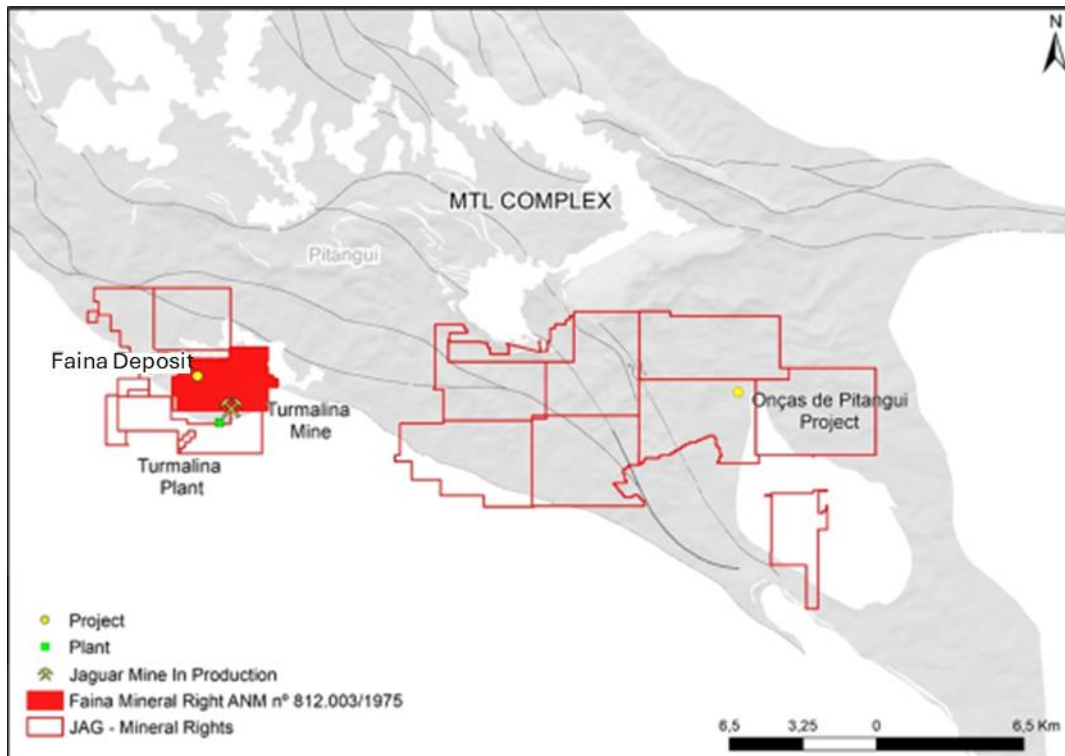 N
MTL COMPLEX
Pitangui
Faina Deposit
Turmalina
Mine
Onças de Pitangui
Project
Turmalina
Plant
Project
Plant
Jaguar Mine In Production
Faina Mineral Right ANM nº 812.003/1975
JAG - Mineral Rights
6,5 3,25 0 6,5 Km